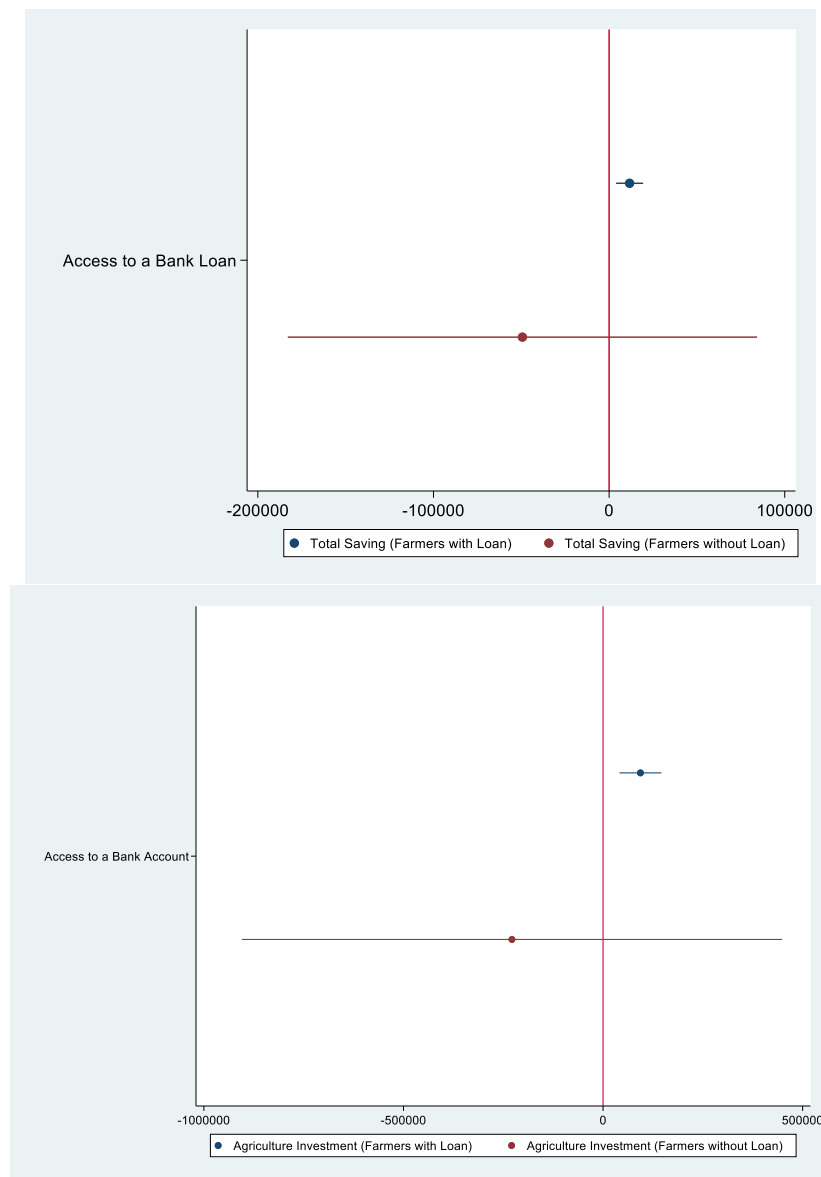 Access to a Bank Loan
-200000 -100000 0 100000
Total Saving (Farmers with Loan) Total Saving (Farmers without Loan)
Access to a Bank Account
-1000000 -500000 0 500000
Agriculture Investment (Farmers with Loan) Agriculture Investment (Farmers without Loan)